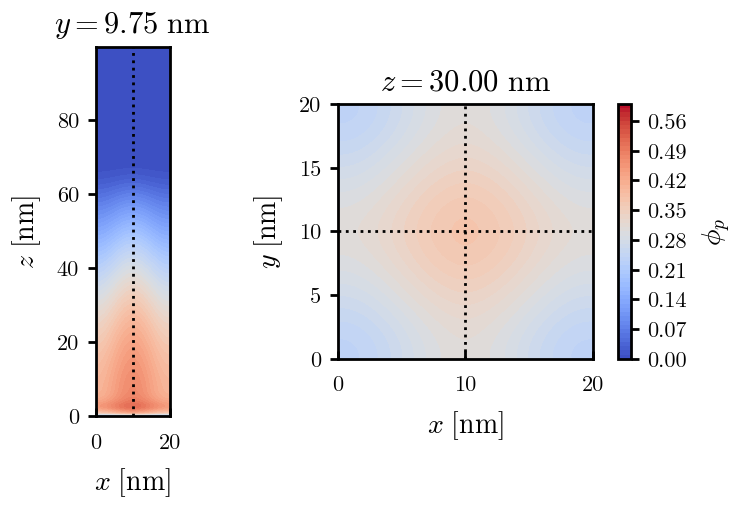 y = 9.75 nm
80
60
40
20
0
z [nm]
0 20
x [nm]
z = 30.00 nm
20
15
10
5
0
y [nm]
0 10 20
x [nm]
0.56
0.49
0.42
0.35
0.28
0.21
0.14
0.07
0.00
ϕp